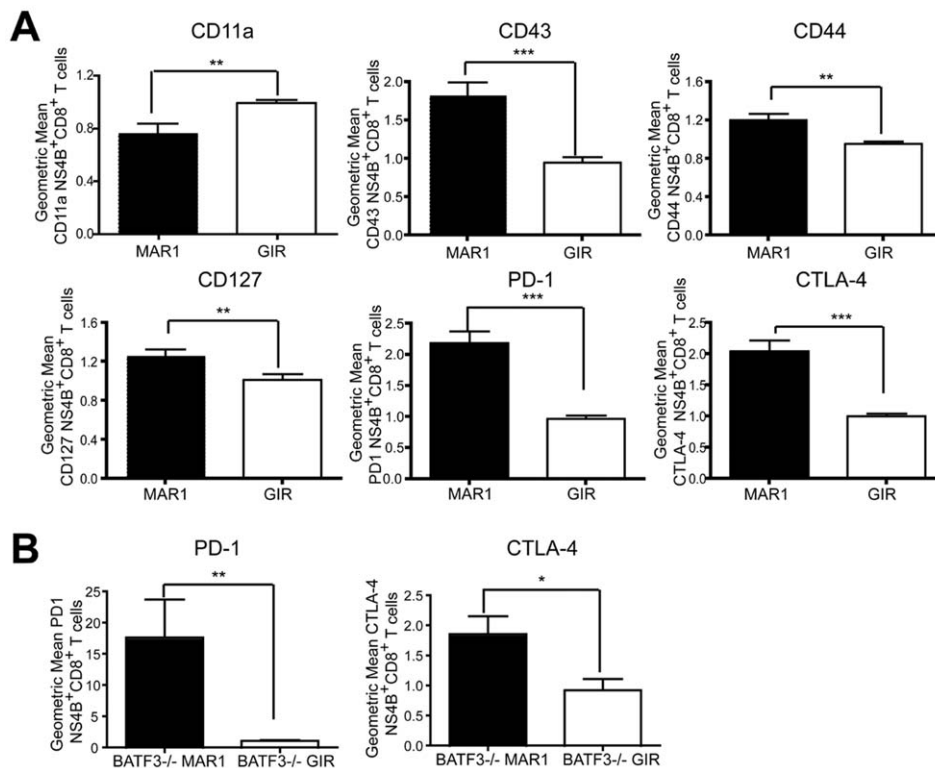 A
CD11a
**
Geometric Mean
CD11a NS4B+CD8+ T cells
1.2
0.8
0.4
0.0
MAR1 GIR
CD43
***
Geometric Mean
CD43 NS4B+CD8+ T cells
2.0
1.5
1.0
0.5
0.0
MAR1 GIR
CD44
**
Geometric Mean
CD44 NS4B+CD8+ T cells
1.6
1.2
0.8
0.4
0.0
MAR1 GIR
CD127
**
Geometric Mean
CD127 NS4B+CD8+ T cells
1.6
1.2
0.8
0.4
0.0
MAR1 GIR
PD-1
***
Geometric Mean
PD1 NS4B+CD8+ T cells
2.5
2.0
1.5
1.0
0.5
0.0
MAR1 GIR
CTLA-4
***
Geometric Mean
CTLA-4 NS4B+CD8+ T cells
2.5
2.0
1.5
1.0
0.5
0.0
MAR1 GIR
B
PD-1
**
Geometric Mean PD1
NS4B+CD8+ T cells
25
20
15
10
5
0
BATF3-/- MAR1 BATF3-/- GIR
CTLA-4
*
Geometric Mean CTLA-4
NS4B+CD8+ T cells
2.5
2.0
1.5
1.0
0.5
0.0
BATF3-/- MAR1 BATF3-/- GIR